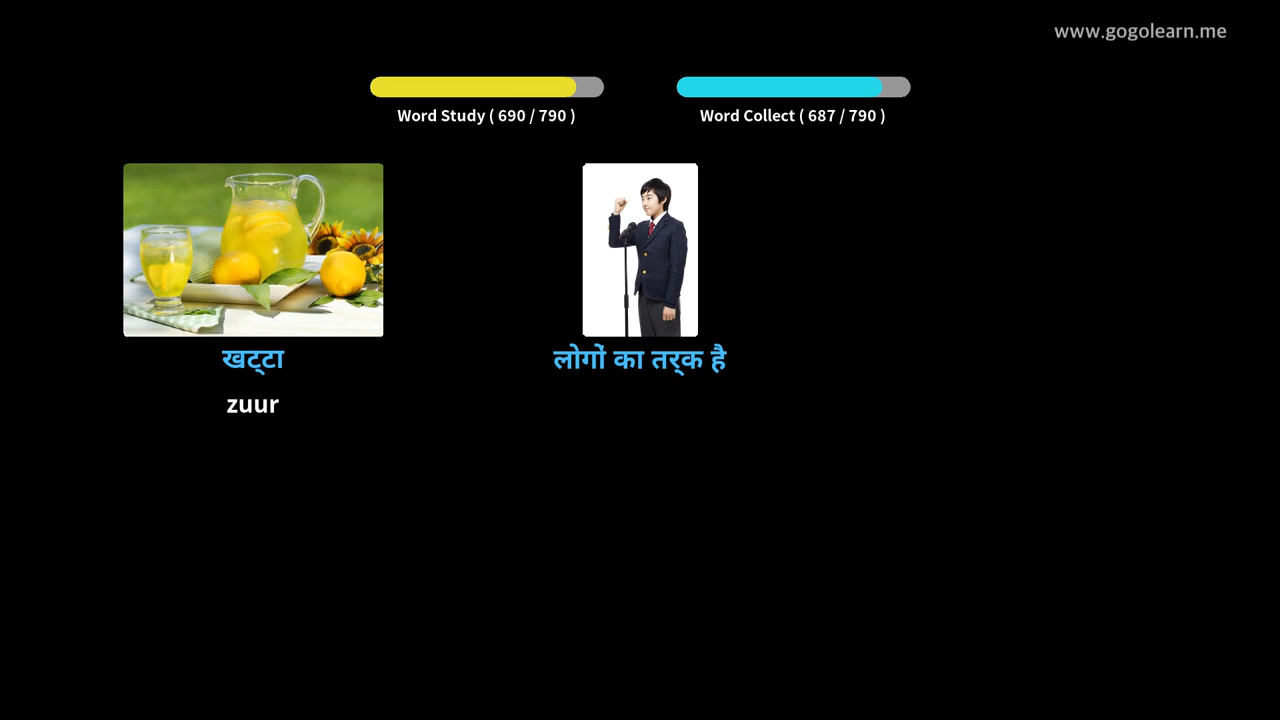 www.gogolearn.me
Word Study ( 690 / 790 )
Word Collect ( 687 / 790 )
खट्टा
लोगों का तर्क है
zuur